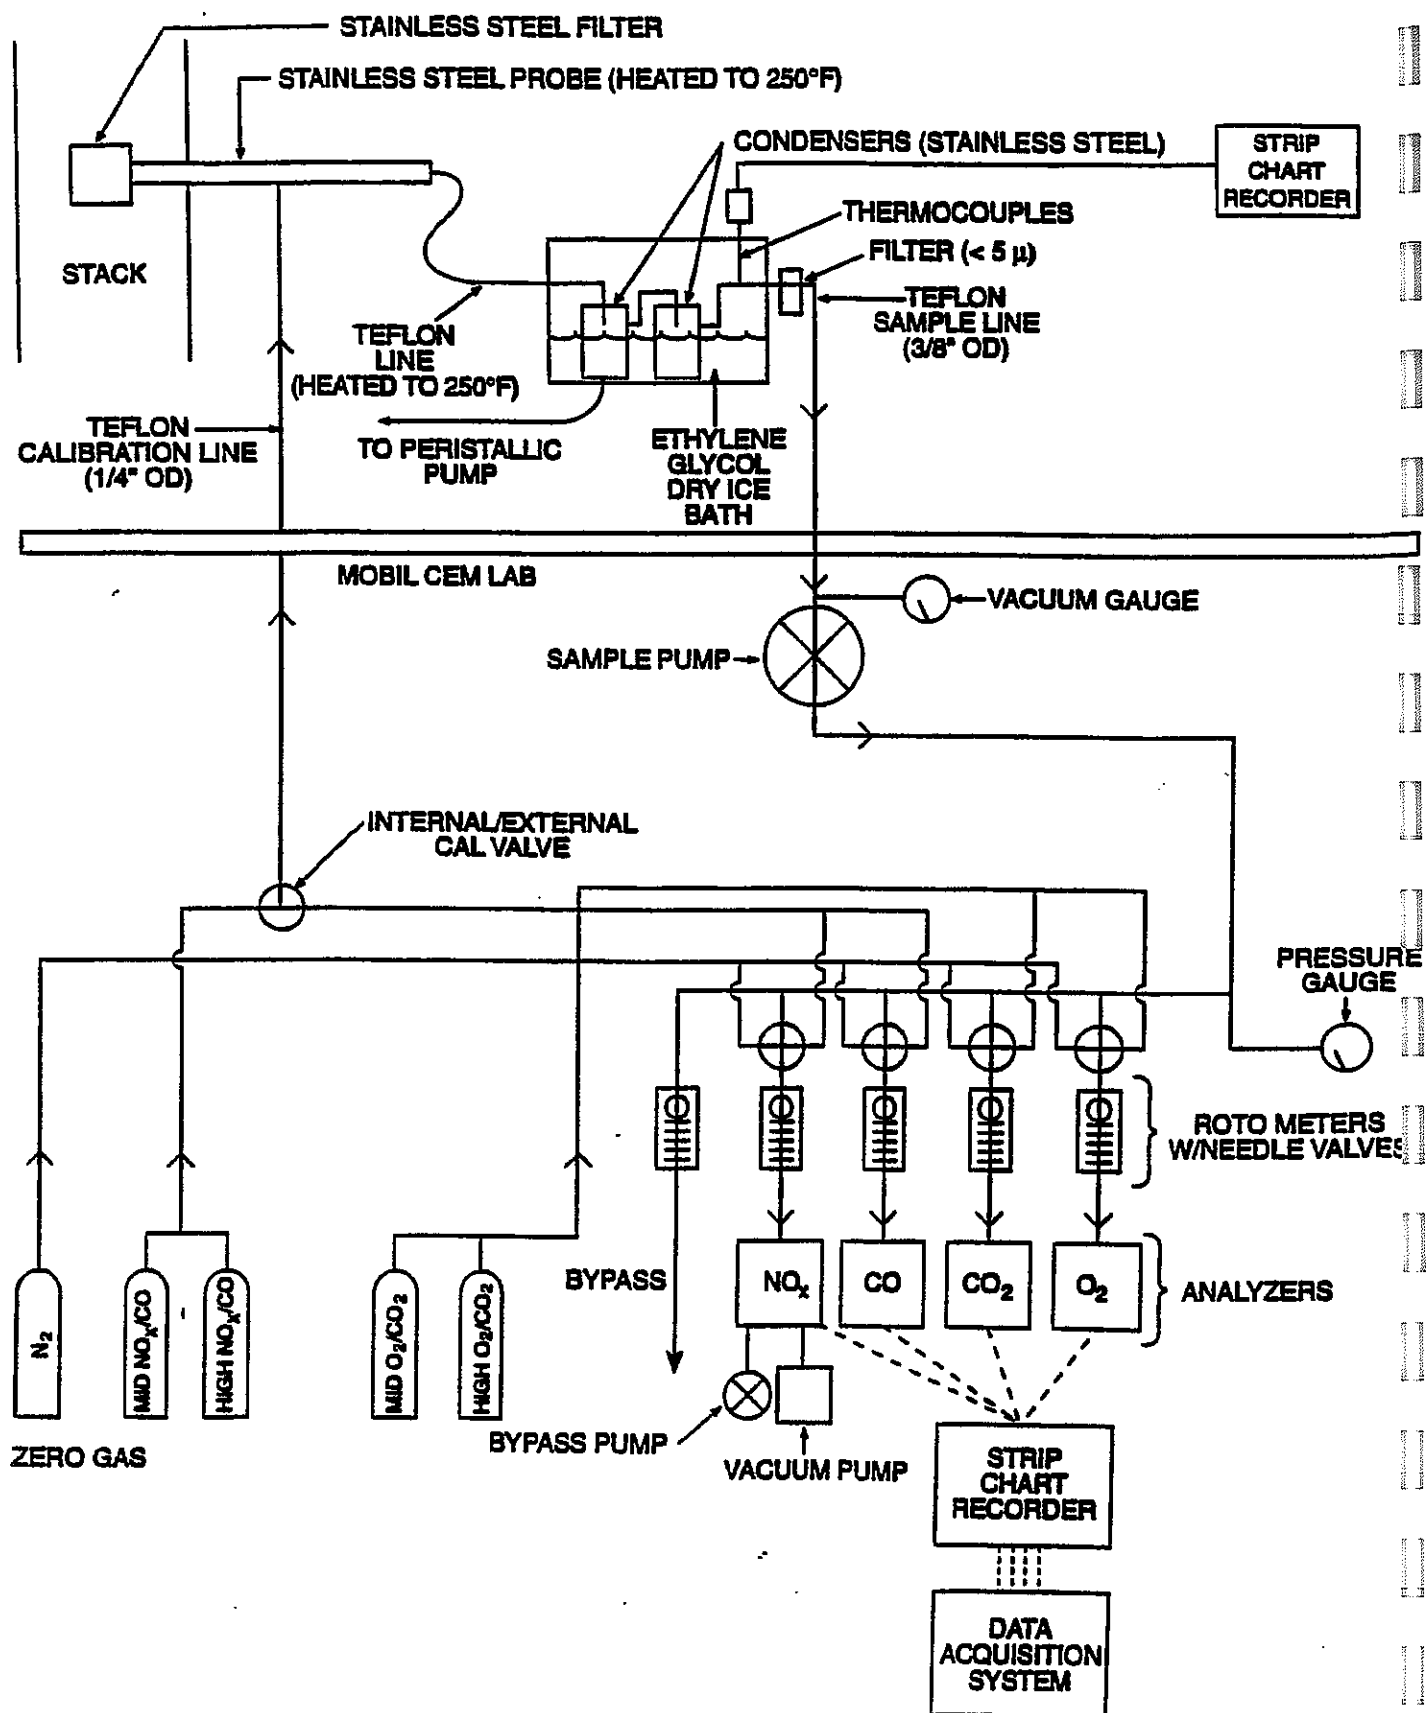 STAINLESS STEEL FILTER
STAINLESS STEEL PROBE (HEATED TO 250°F)
CONDENSERS (STAINLESS STEEL)
STRIP
CHART
RECORDER
THERMOCOUPLES
FILTER (< 5 μ)
STACK
TEFLON
SAMPLE LINE
(3/8" OD)
TEFLON
LINE
(HEATED TO 250°F)
TEFLON
CALIBRATION LINE
(1/4" OD)
TO PERISTALLIC
PUMP
ETHYLENE
GLYCOL
DRY ICE
BATH
MOBIL CEM LAB
VACUUM GAUGE
SAMPLE PUMP
INTERNAL/EXTERNAL
CAL VALVE
PRESSURE
GAUGE
ROTO METERS
W/NEEDLE VALVES
BYPASS
NOx
CO
CO2
O2
ANALYZERS
N2
MID NOx/CO
HIGH NOx/CO
MID O2/CO2
HIGH O2/CO2
ZERO GAS
BYPASS PUMP
VACUUM PUMP
STRIP
CHART
RECORDER
DATA
ACQUISITION
SYSTEM